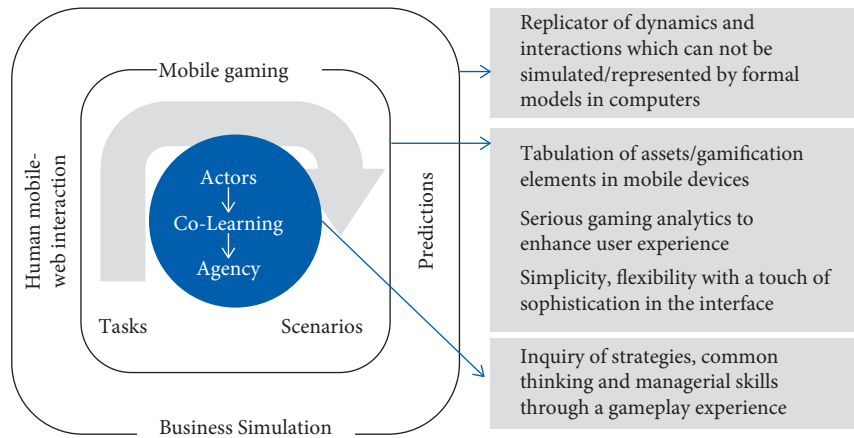 Mobile gaming
Human mobile-
web interaction
Actors
Co-Learning
Agency
Tasks
Scenarios
Predictions
Business Simulation
Replicator of dynamics and
interactions which can not be
simulated/represented by formal
models in computers
Tabulation of assets/gamification
elements in mobile devices
Serious gaming analytics to
enhance user experience
Simplicity, flexibility with a touch of
sophistication in the interface
Inquiry of strategies, common
thinking and managerial skills
through a gameplay experience